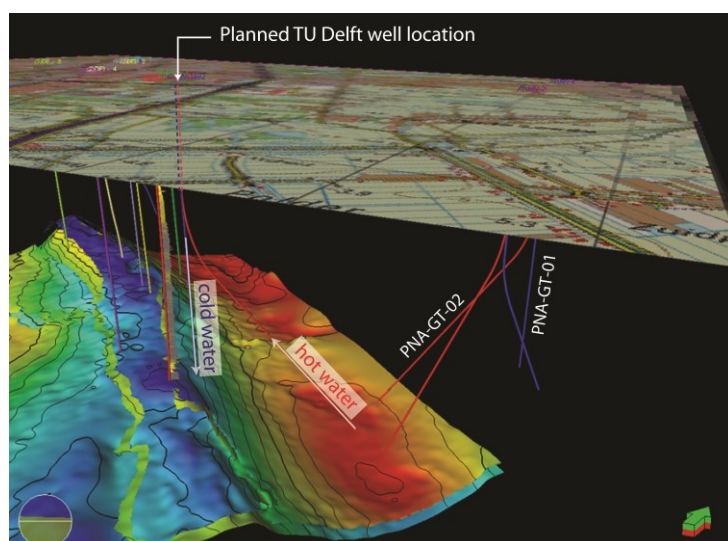 Planned TU Delft well location
cold water
hot water
PNA-GT-02
PNA-GT-01